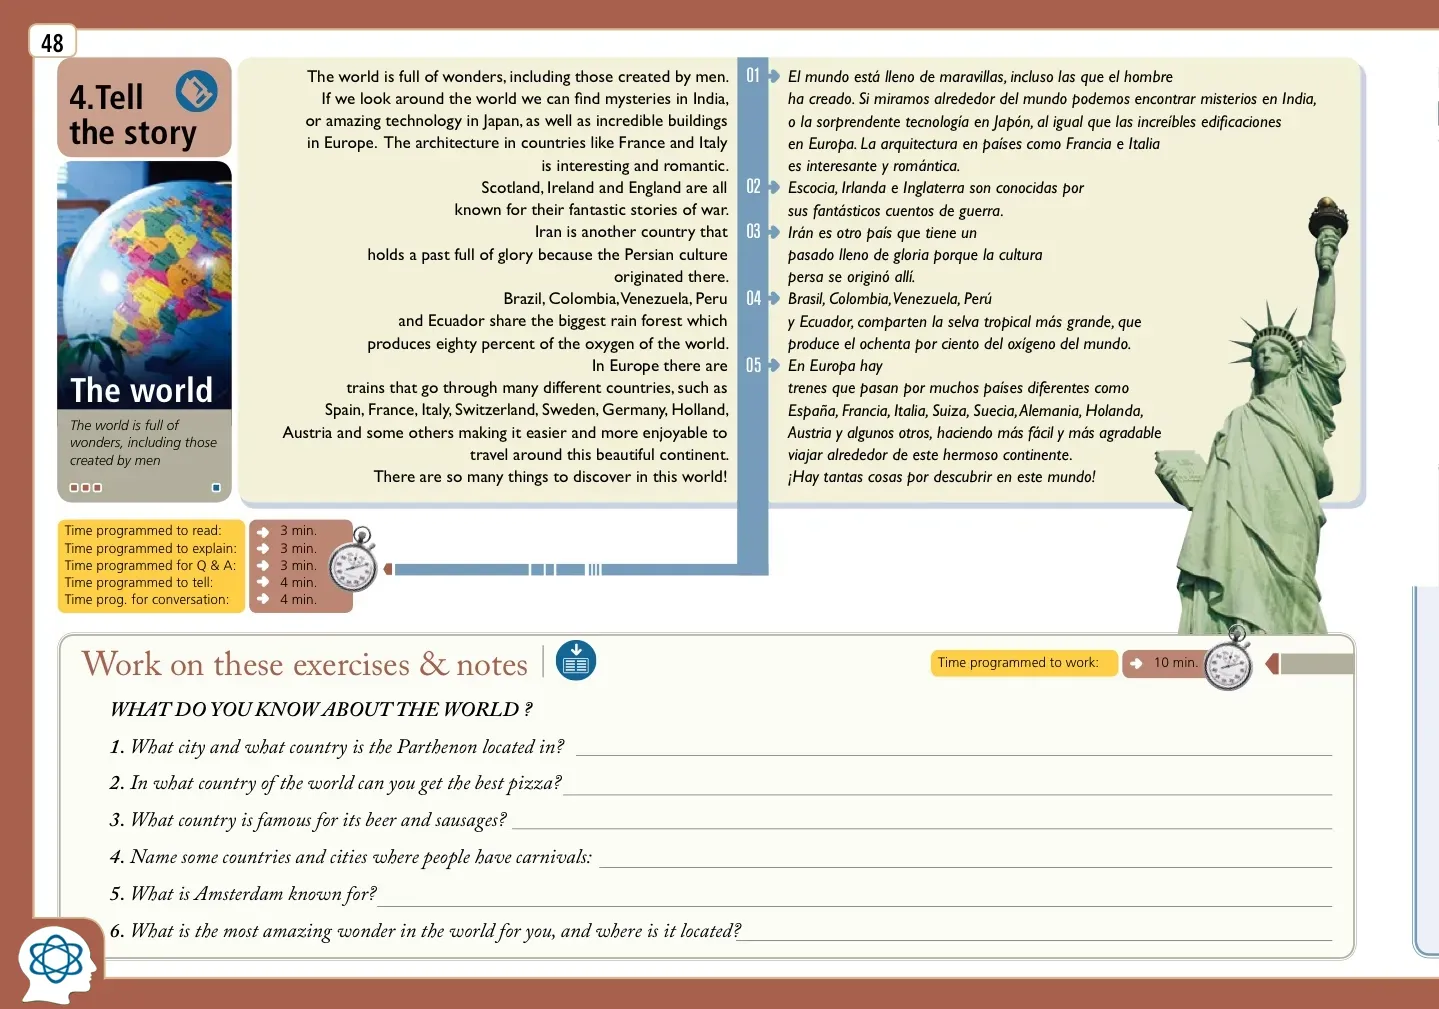 48
4.Tell
the story
The world
The world is full of
wonders, including those
created by men
The world is full of wonders, including those created by men.
If we look around the world we can find mysteries in India,
or amazing technology in Japan, as well as incredible buildings
in Europe. The architecture in countries like France and Italy
is interesting and romantic.
Scotland, Ireland and England are all
known for their fantastic stories of war.
Iran is another country that
holds a past full of glory because the Persian culture
originated there.
Brazil, Colombia, Venezuela, Peru
and Ecuador share the biggest rain forest which
produces eighty percent of the oxygen of the world.
In Europe there are
trains that go through many different countries, such as
Spain, France, Italy, Switzerland, Sweden, Germany, Holland,
Austria and some others making it easier and more enjoyable to
travel around this beautiful continent.
There are so many things to discover in this world!
01
02
03
04
05
El mundo está lleno de maravillas, incluso las que el hombre
ha creado. Si miramos alrededor del mundo podemos encontrar misterios en India,
o la sorprendente tecnología en Japón, al igual que las increíbles edificaciones
en Europa. La arquitectura en países como Francia e Italia
es interesante y romántica.
Escocia, Irlanda e Inglaterra son conocidas por
sus fantásticos cuentos de guerra.
Irán es otro país que tiene un
pasado lleno de gloria porque la cultura
persa se originó allí.
Brasil, Colombia, Venezuela, Perú
y Ecuador, comparten la selva tropical más grande, que
produce el ochenta por ciento del oxígeno del mundo.
En Europa hay
trenes que pasan por muchos países diferentes como
España, Francia, Italia, Suiza, Suecia, Alemania, Holanda,
Austria y algunos otros, haciendo más fácil y más agradable
viajar alrededor de este hermoso continente.
¡Hay tantas cosas por descubrir en este mundo!
Time programmed to read: 3 min.
Time programmed to explain: 3 min.
Time programmed for Q & A: 3 min.
Time programmed to tell: 4 min.
Time prog. for conversation: 4 min.
Work on these exercises & notes
Time programmed to work: 10 min.
WHAT DO YOU KNOW ABOUT THE WORLD ?
1. What city and what country is the Parthenon located in?
2. In what country of the world can you get the best pizza?
3. What country is famous for its beer and sausages?
4. Name some countries and cities where people have carnivals:
5. What is Amsterdam known for?
6. What is the most amazing wonder in the world for you, and where is it located?